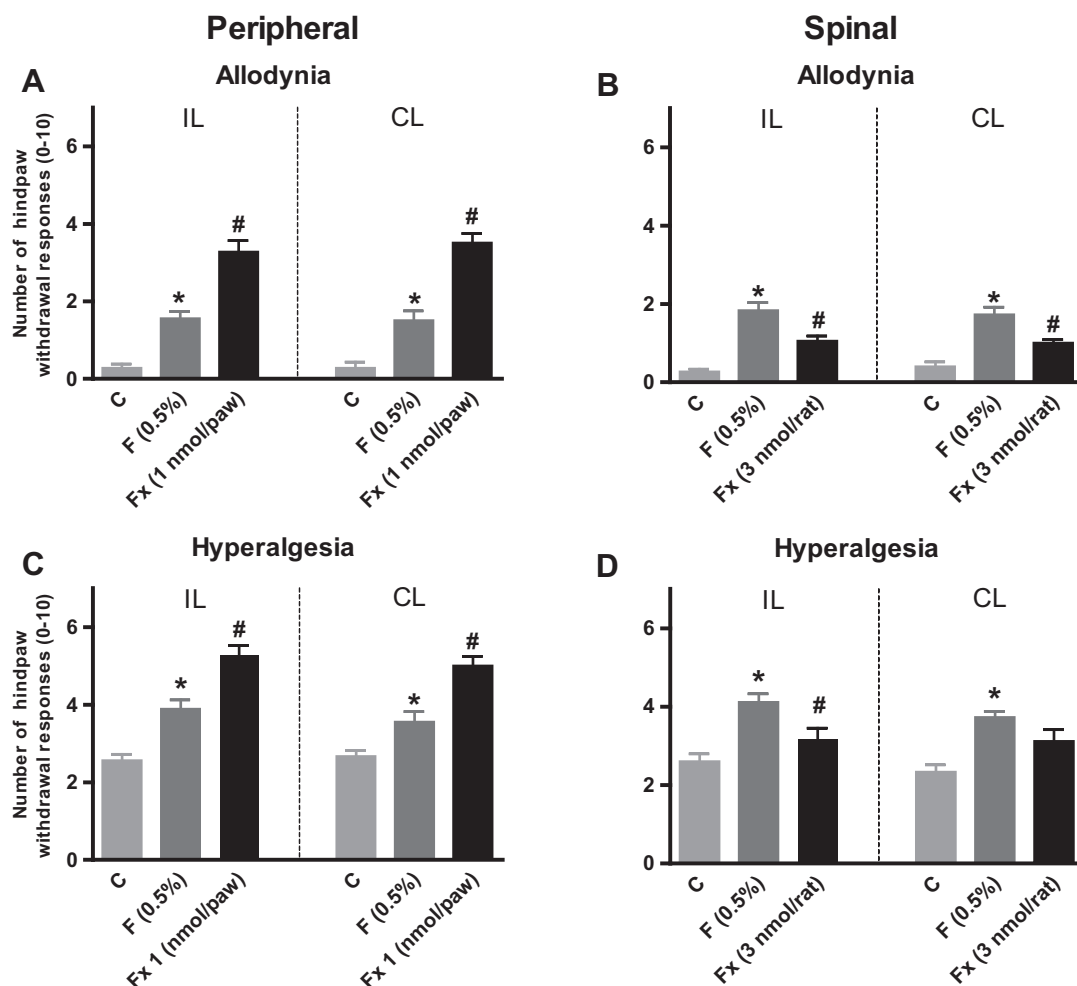 Peripheral
Spinal
A
Allodynia
Number of hindpaw
withdrawal responses (0-10)
IL
CL
6
4
2
0
*
#
*
#
C
F (0.5%)
Fx (1 nmol/paw)
C
F (0.5%)
Fx (1 nmol/paw)
B
Allodynia
IL
CL
6
4
2
0
*
#
*
#
C
F (0.5%)
Fx (3 nmol/rat)
C
F (0.5%)
Fx (3 nmol/rat)
C
Hyperalgesia
Number of hindpaw
withdrawal responses (0-10)
IL
CL
6
4
2
0
*
#
*
#
C
F (0.5%)
Fx 1 (nmol/paw)
C
F (0.5%)
Fx 1 (nmol/paw)
D
Hyperalgesia
IL
CL
6
4
2
0
*
#
*
C
F (0.5%)
Fx (3 nmol/rat)
C
F (0.5%)
Fx (3 nmol/rat)